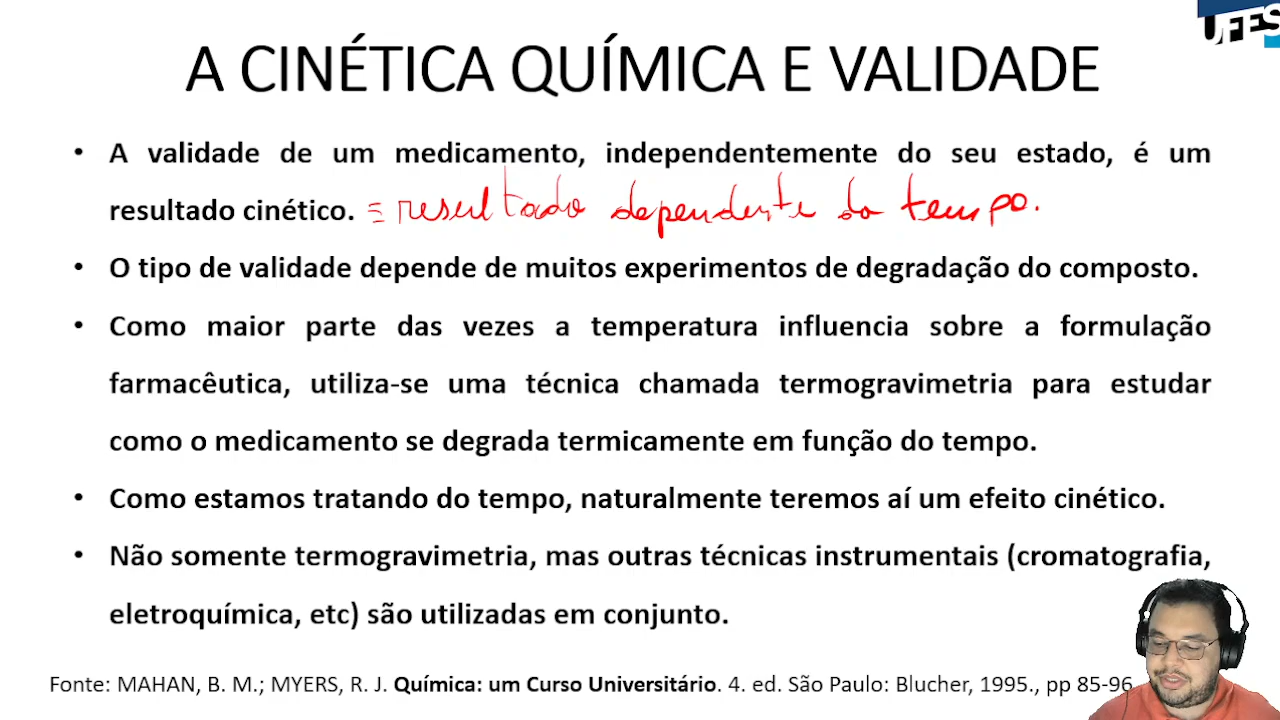 UFES
A CINÉTICA QUÍMICA E VALIDADE
• A validade de um medicamento, independentemente do seu estado, é um
resultado cinético. = resultado dependente do tempo.
• O tipo de validade depende de muitos experimentos de degradação do composto.
• Como maior parte das vezes a temperatura influencia sobre a formulação
farmacêutica, utiliza-se uma técnica chamada termogravimetria para estudar
como o medicamento se degrada termicamente em função do tempo.
• Como estamos tratando do tempo, naturalmente teremos aí um efeito cinético.
• Não somente termogravimetria, mas outras técnicas instrumentais (cromatografia,
eletroquímica, etc) são utilizadas em conjunto.
Fonte: MAHAN, B. M.; MYERS, R. J. Química: um Curso Universitário. 4. ed. São Paulo: Blucher, 1995., pp 85-96